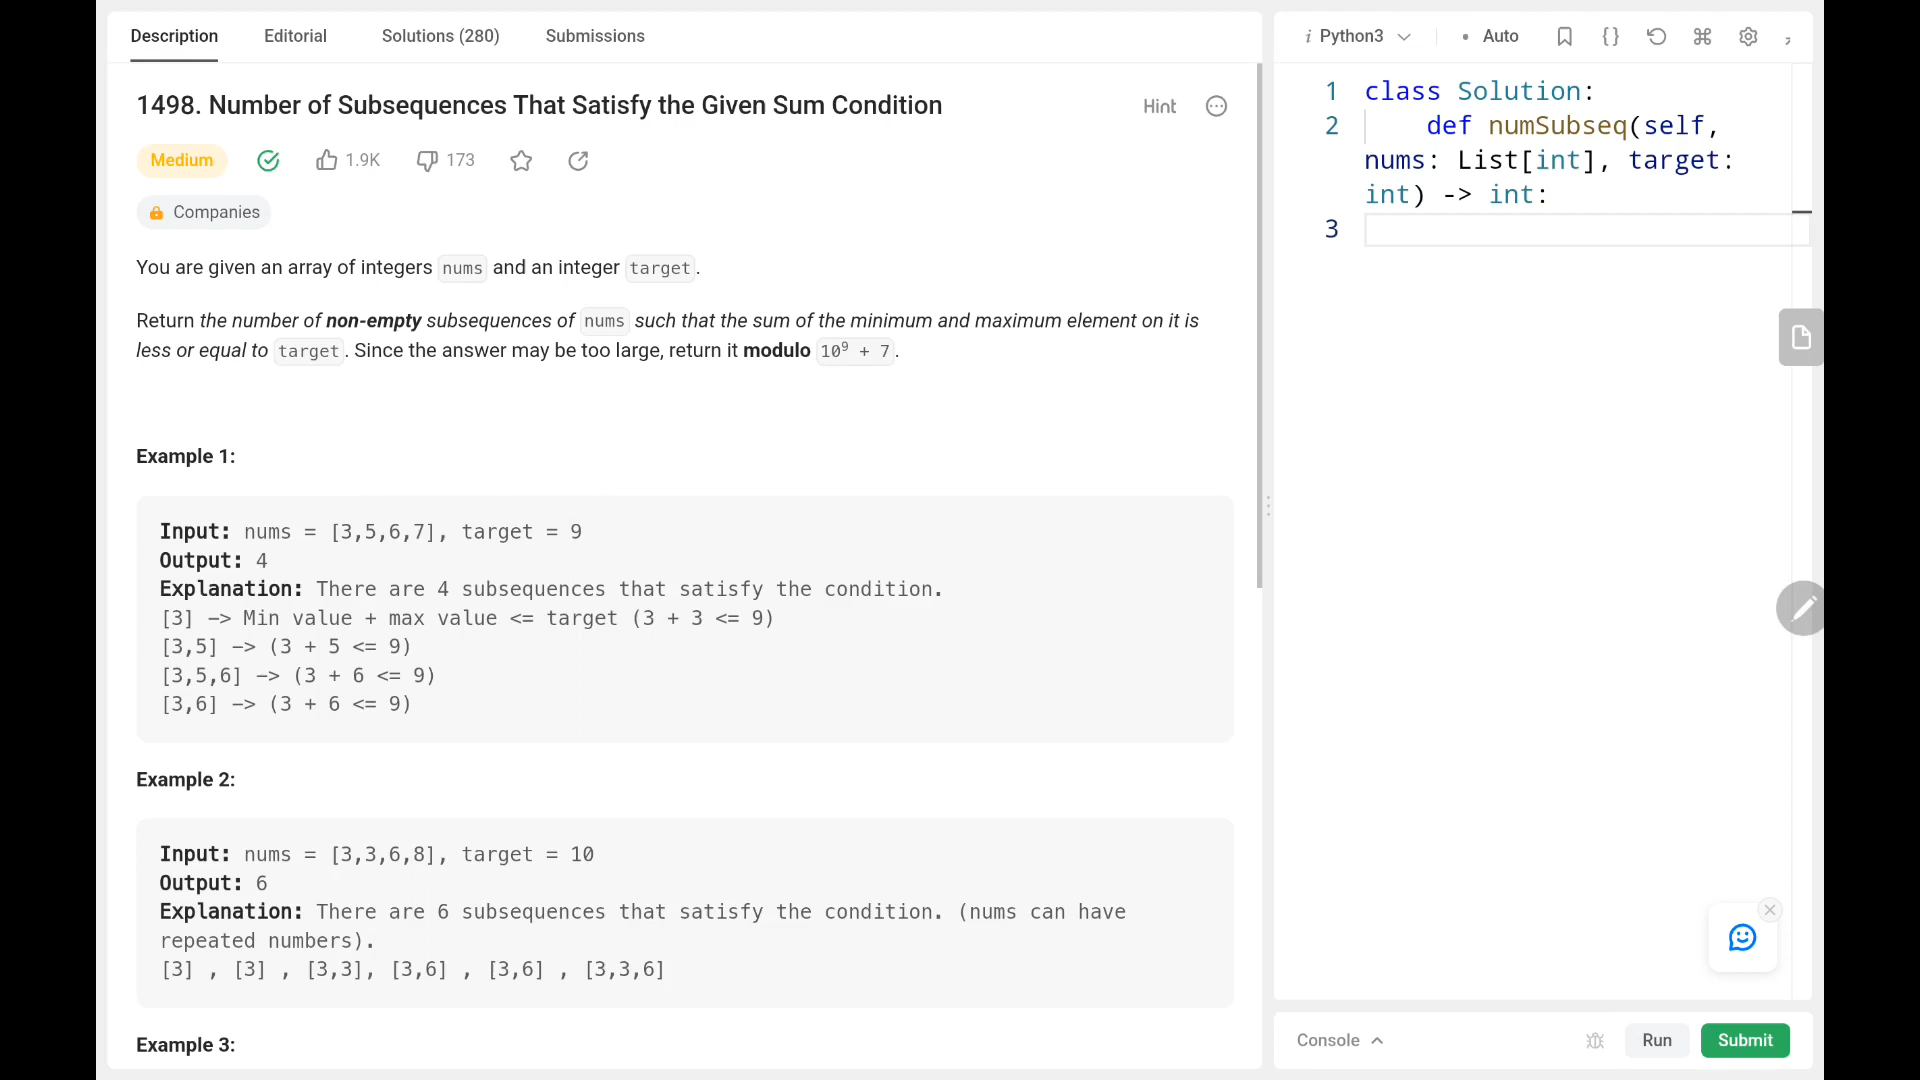 Description Editorial Solutions (280) Submissions
i Python3 • Auto {}
1498. Number of Subsequences That Satisfy the Given Sum Condition Hint
Medium 1.9K 173
Companies
You are given an array of integers nums and an integer target.
Return the number of non-empty subsequences of nums such that the sum of the minimum and maximum element on it is
less or equal to target. Since the answer may be too large, return it modulo 10⁹ + 7.
Example 1:
Input: nums = [3,5,6,7], target = 9
Output: 4
Explanation: There are 4 subsequences that satisfy the condition.
[3] -> Min value + max value <= target (3 + 3 <= 9)
[3,5] -> (3 + 5 <= 9)
[3,5,6] -> (3 + 6 <= 9)
[3,6] -> (3 + 6 <= 9)
Example 2:
Input: nums = [3,3,6,8], target = 10
Output: 6
Explanation: There are 6 subsequences that satisfy the condition. (nums can have
repeated numbers).
[3] , [3] , [3,3], [3,6] , [3,6] , [3,3,6]
Example 3:
1 class Solution:
2 def numSubseq(self,
nums: List[int], target:
int) -> int:
3
Console Run Submit